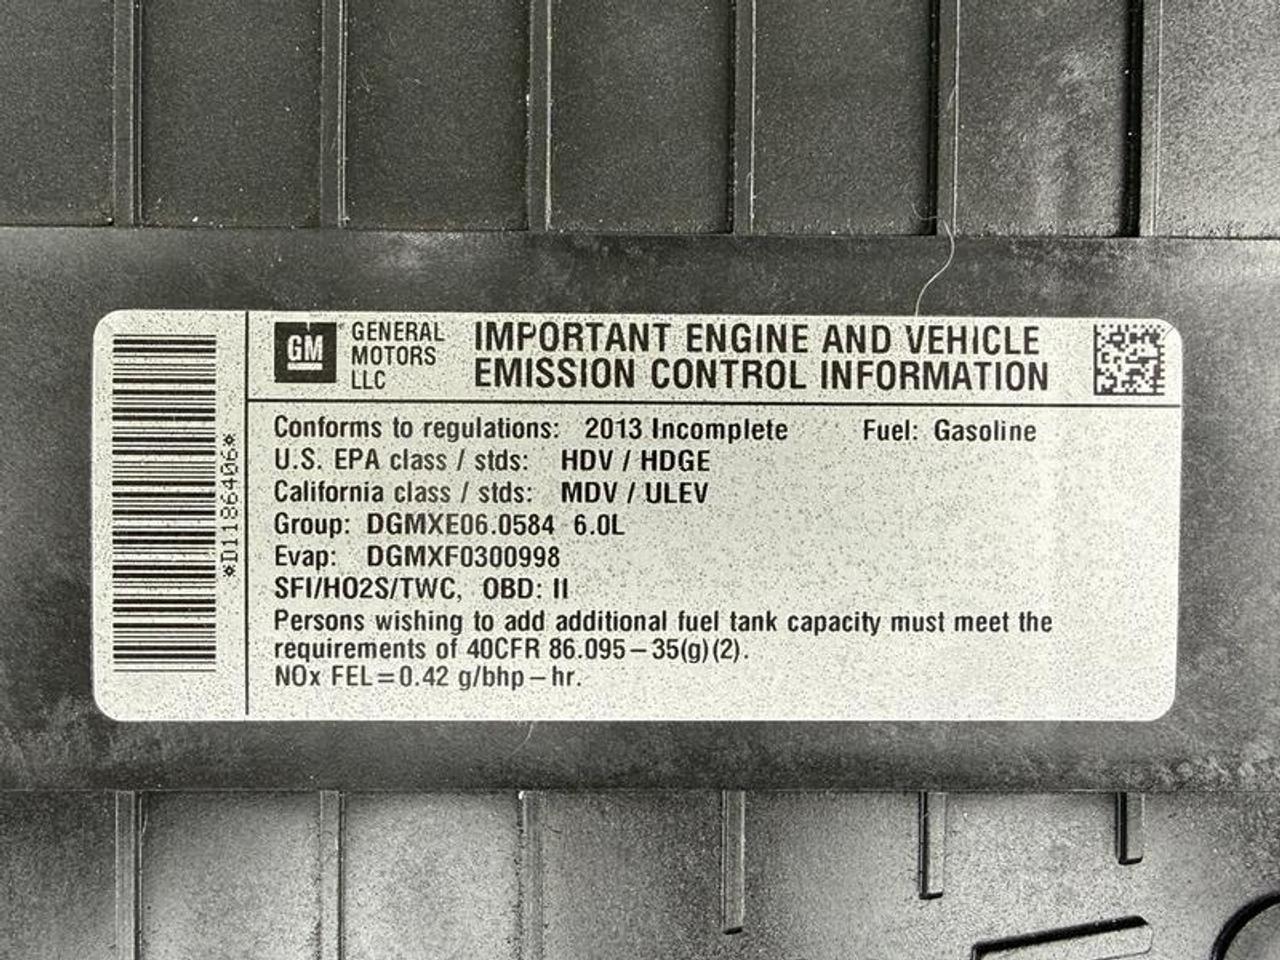 *D1186406*
GM GENERAL MOTORS LLC
IMPORTANT ENGINE AND VEHICLE
EMISSION CONTROL INFORMATION
Conforms to regulations: 2013 Incomplete Fuel: Gasoline
U.S. EPA class / stds: HDV / HDGE
California class / stds: MDV / ULEV
Group: DGMXE06.0584 6.0L
Evap: DGMXF0300998
SFI/HO2S/TWC, OBD: II
Persons wishing to add additional fuel tank capacity must meet the
requirements of 40CFR 86.095–35(g)(2).
NOx FEL=0.42 g/bhp–hr.